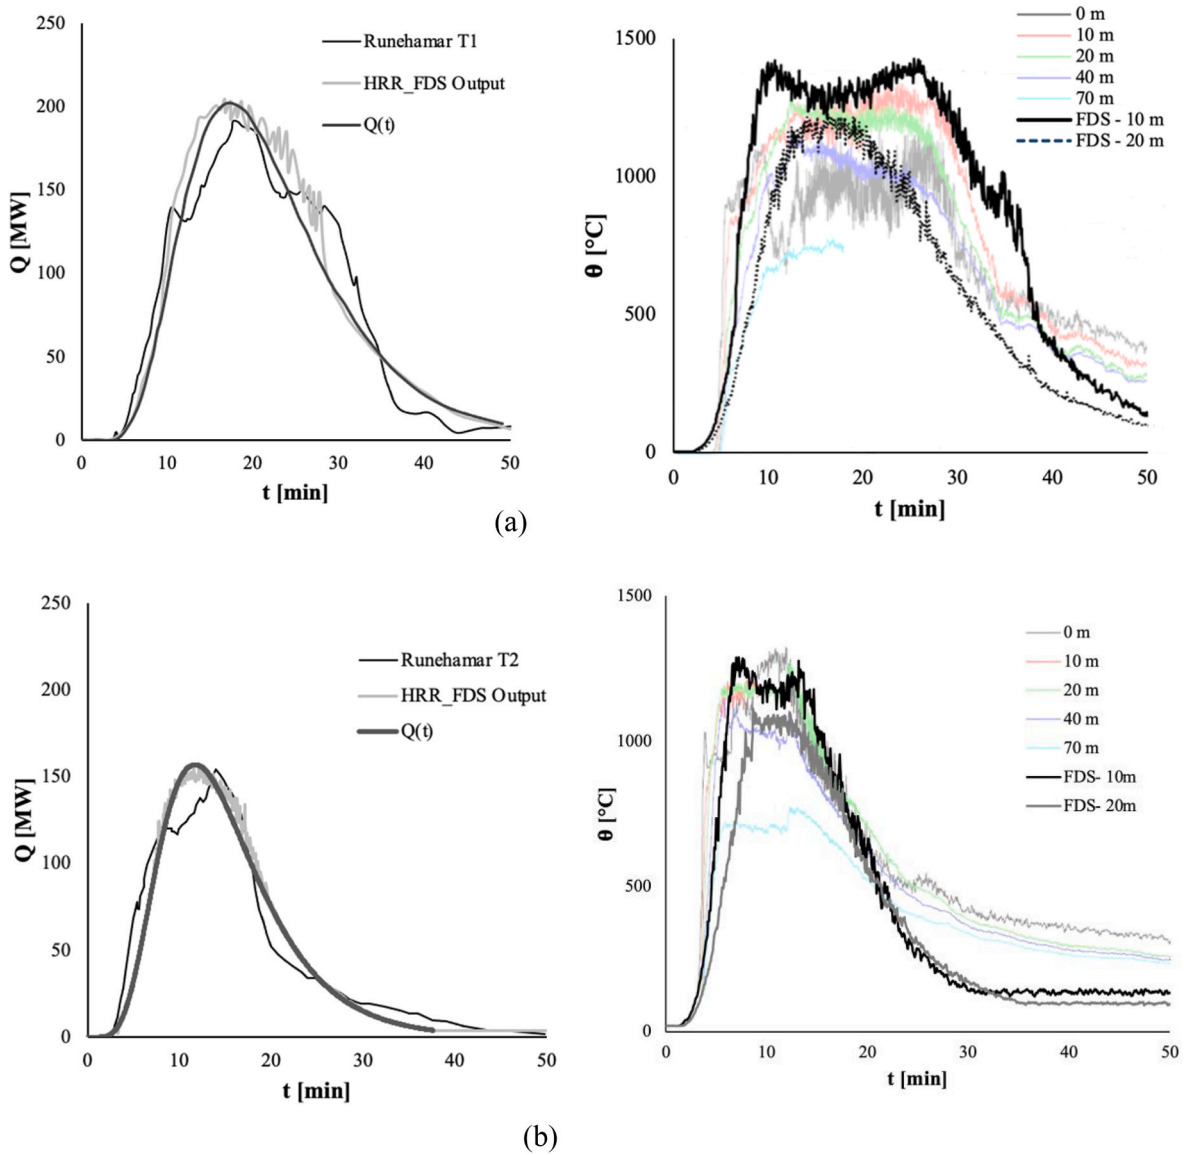 250
200
150
100
50
0
Q [MW]
Runehamar T1
HRR_FDS Output
Q(t)
0 10 20 30 40 50
t [min]
1500
1000
500
0
θ [°C]
0 m
10 m
20 m
40 m
70 m
FDS - 10 m
FDS - 20 m
0 10 20 30 40 50
t [min]
(a)
250
200
150
100
50
0
Q [MW]
Runehamar T2
HRR_FDS Output
Q(t)
0 10 20 30 40 50
t [min]
1500
1000
500
0
θ [°C]
0 m
10 m
20 m
40 m
70 m
FDS- 10m
FDS- 20m
0 10 20 30 40 50
t [min]
(b)